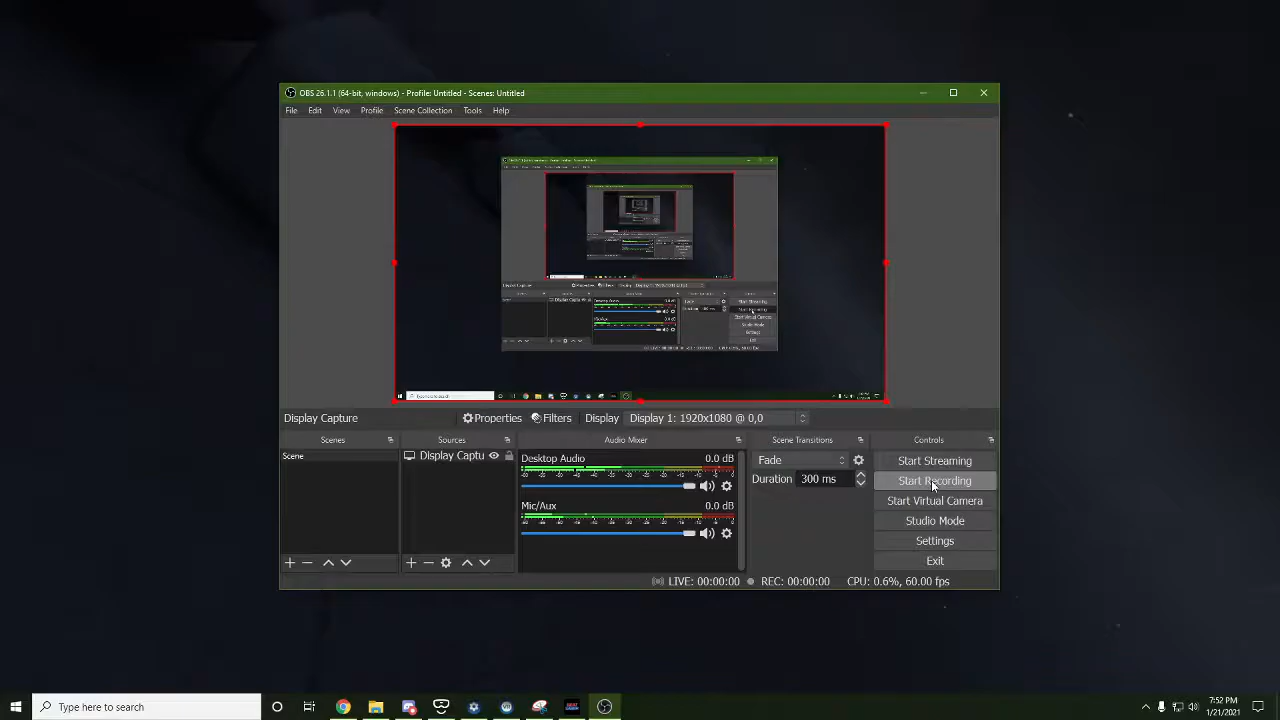 OBS 26.1.1 (64-bit, windows) - Profile: Untitled - Scenes: Untitled
File Edit View Profile Scene Collection Tools Help
Display Capture Properties Filters Display Display 1: 1920x1080 @ 0,0
Scenes Sources Audio Mixer Scene Transitions Controls
Scene
Display Captu
Desktop Audio 0.0 dB
Mic/Aux 0.0 dB
Fade
Duration 300 ms
Start Streaming
Start Recording
Start Virtual Camera
Studio Mode
Settings
Exit
LIVE: 00:00:00 REC: 00:00:00 CPU: 0.6%, 60.00 fps
Type here to search
7:52 PM
1/21/2021